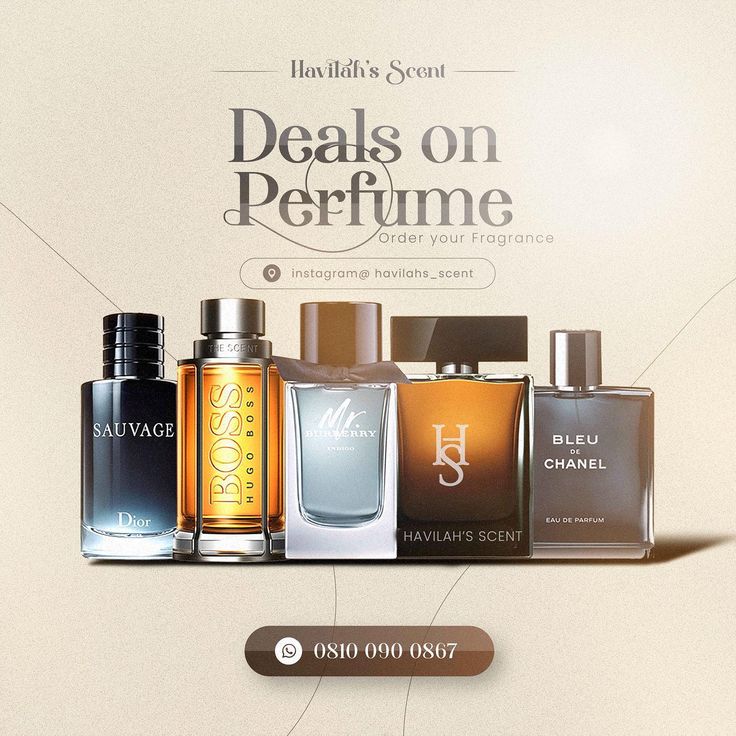 Havilah's Scent
Deals on
Perfume
Order your Fragrance
instagram@ havilahs_scent
SAUVAGE
Dior
THE SCENT
BOSS
HUGO BOSS
Mr.
BURBERRY
INDIGO
HS
HAVILAH'S SCENT
BLEU
DE
CHANEL
EAU DE PARFUM
0810 090 0867